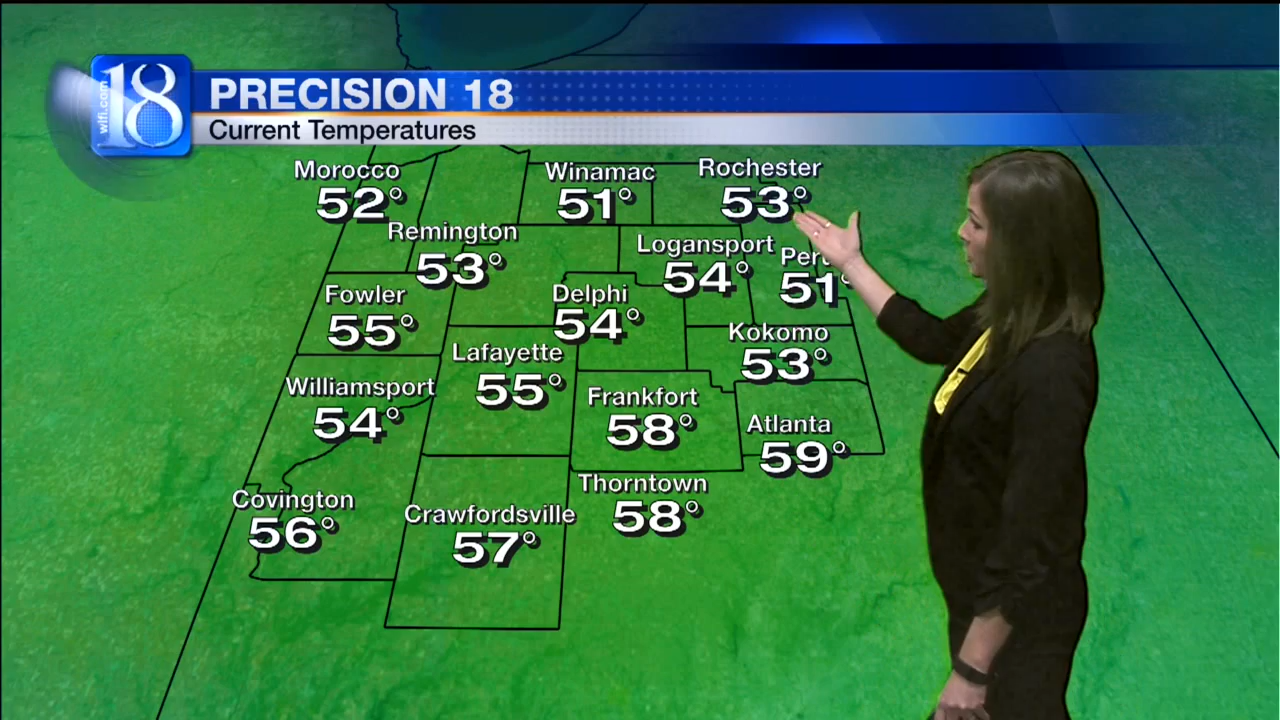 wlfi.com
18
PRECISION 18
Current Temperatures
Morocco
52°
Winamac
51°
Rochester
53°
Remington
53°
Logansport
54°
51°
Fowler
55°
Delphi
54°
Kokomo
53°
Lafayette
55°
Williamsport
54°
Frankfort
58°
Atlanta
59°
Covington
56°
Crawfordsville
57°
Thorntown
58°